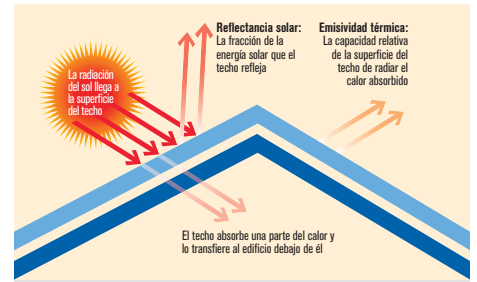 La radiación
del sol llega a
la superficie
del techo
Reflectancia solar:
La fracción de la
energía solar que el
techo refleja
Emisividad térmica:
La capacidad relativa
de la superficie del
techo de radiar el
calor absorbido
El techo absorbe una parte del calor y
lo transfiere al edificio debajo de él